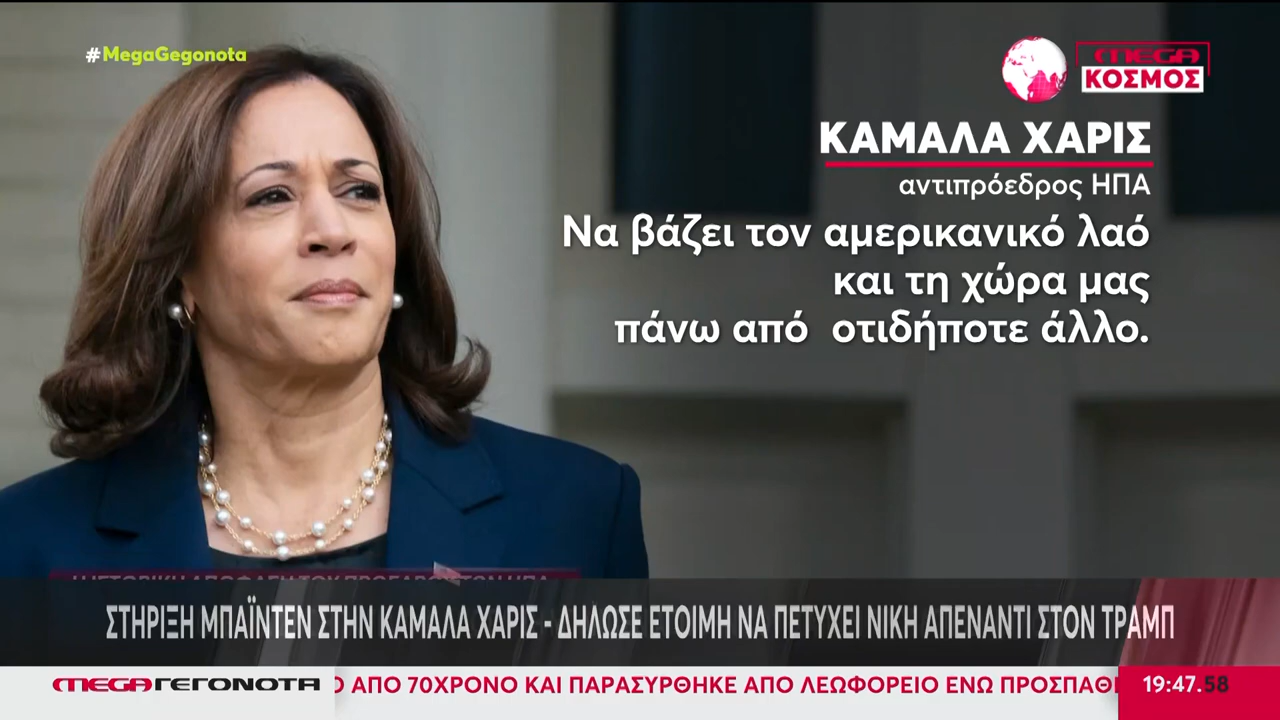 #MegaGegonota
MEGA
ΚΟΣΜΟΣ
ΚΑΜΑΛΑ ΧΑΡΙΣ
αντιπρόεδρος ΗΠΑ
Να βάζει τον αμερικανικό λαό
και τη χώρα μας
πάνω από οτιδήποτε άλλο.
ΣΤΗΡΙΞΗ ΜΠΑΪΝΤΕΝ ΣΤΗΝ ΚΑΜΑΛΑ ΧΑΡΙΣ - ΔΗΛΩΣΕ ΕΤΟΙΜΗ ΝΑ ΠΕΤΥΧΕΙ ΝΙΚΗ ΑΠΕΝΑΝΤΙ ΣΤΟΝ ΤΡΑΜΠ
MEGAΓΕΓΟΝΟΤΑ Ο ΑΠΟ 70ΧΡΟΝΟ ΚΑΙ ΠΑΡΑΣΥΡΘΗΚΕ ΑΠΟ ΛΕΩΦΟΡΕΙΟ ΕΝΩ ΠΡΟΣΠΑΘ 19:47.58